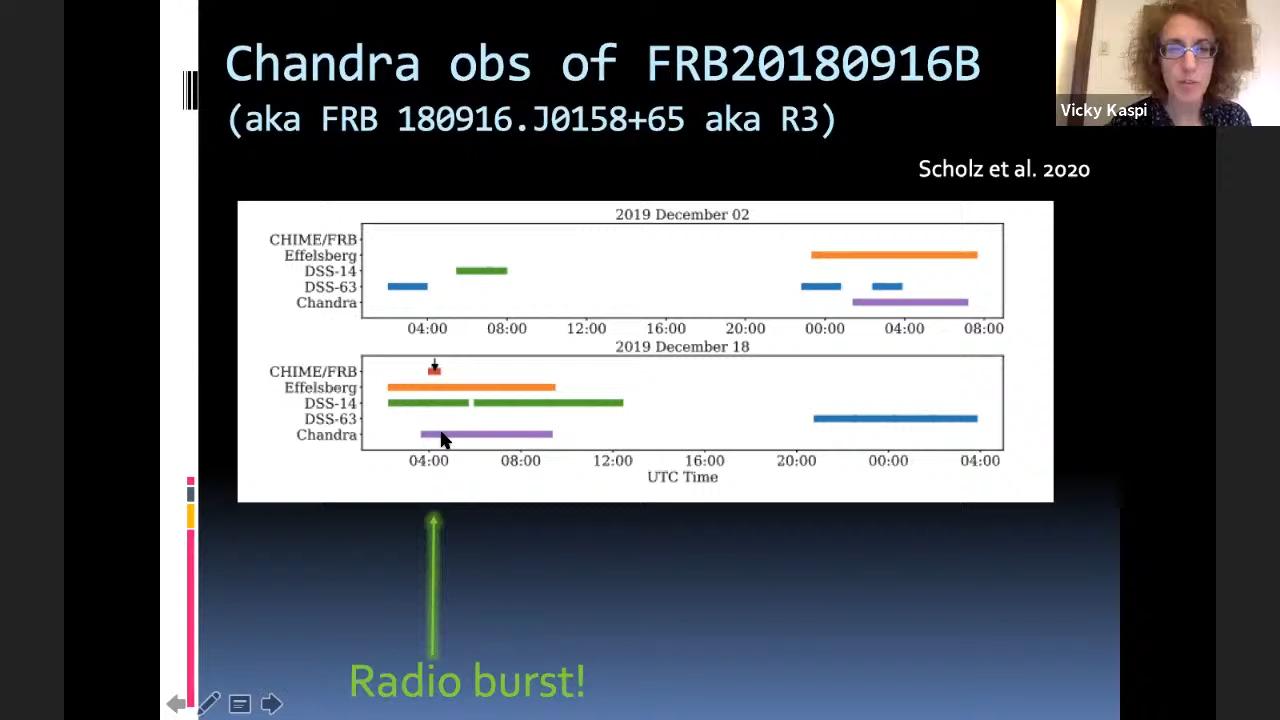 Chandra obs of FRB20180916B
(aka FRB 180916.J0158+65 aka R3)
Vicky Kaspi
Scholz et al. 2020
2019 December 02
CHIME/FRB
Effelsberg
DSS-14
DSS-63
Chandra
04:00 08:00 12:00 16:00 20:00 00:00 04:00 08:00
2019 December 18
CHIME/FRB
Effelsberg
DSS-14
DSS-63
Chandra
04:00 08:00 12:00 16:00 20:00 00:00 04:00
UTC Time
Radio burst!